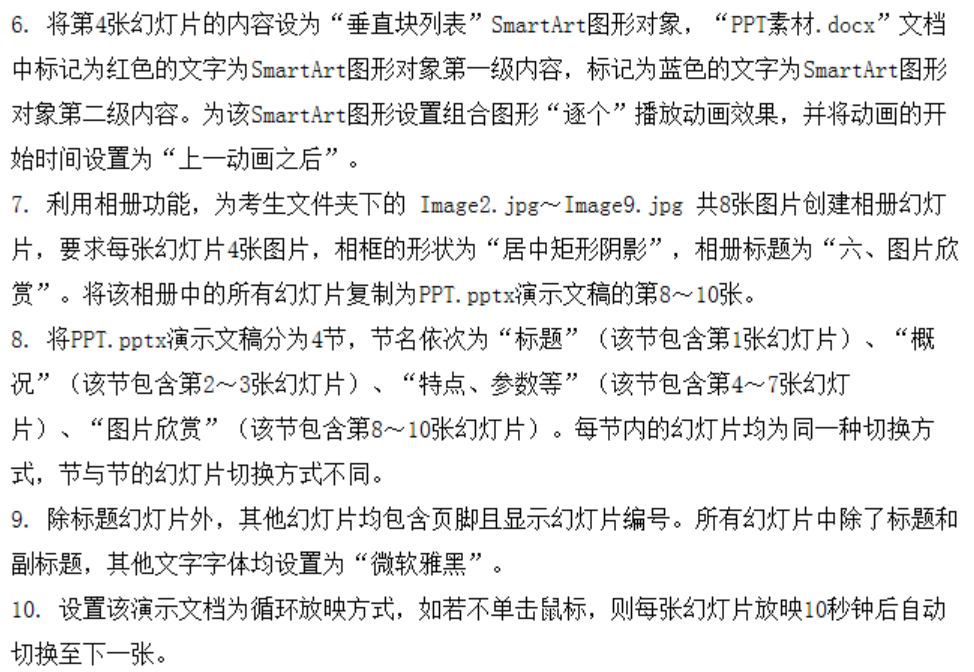 6. 将第4张幻灯片的内容设为“垂直块列表”SmartArt图形对象，“PPT素材.docx”文档
中标记为红色的文字为SmartArt图形对象第一级内容，标记为蓝色的文字为SmartArt图形
对象第二级内容。为该SmartArt图形设置组合图形“逐个”播放动画效果，并将动画的开
始时间设置为“上一动画之后”。
7. 利用相册功能，为考生文件夹下的 Image2.jpg～Image9.jpg 共8张图片创建相册幻灯
片，要求每张幻灯片4张图片，相框的形状为“居中矩形阴影”，相册标题为“六、图片欣
赏”。将该相册中的所有幻灯片复制为PPT.pptx演示文稿的第8～10张。
8. 将PPT.pptx演示文稿分为4节，节名依次为“标题”（该节包含第1张幻灯片）、“概
况”（该节包含第2～3张幻灯片）、“特点、参数等”（该节包含第4～7张幻灯
片）、“图片欣赏”（该节包含第8～10张幻灯片）。每节内的幻灯片均为同一种切换方
式，节与节的幻灯片切换方式不同。
9. 除标题幻灯片外，其他幻灯片均包含页脚且显示幻灯片编号。所有幻灯片中除了标题和
副标题，其他文字字体均设置为“微软雅黑”。
10. 设置该演示文档为循环放映方式，如若不单击鼠标，则每张幻灯片放映10秒钟后自动
切换至下一张。